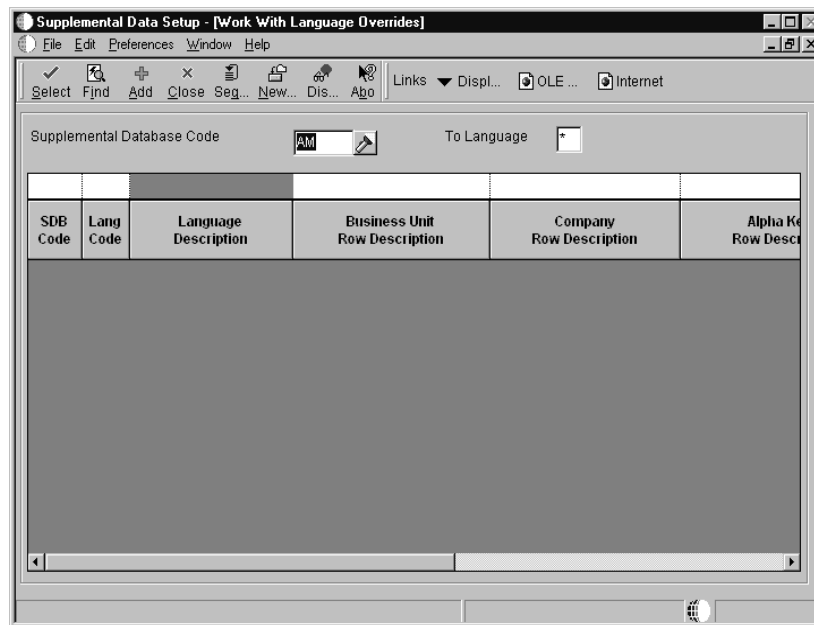 Supplemental Data Setup - [Work With Language Overrides]
File Edit Preferences Window Help
Select Find Add Close Seq... New... Dis... Abo Links Displ... OLE ... Internet
Supplemental Database Code AM To Language *
SDB Code Lang Code Language Description Business Unit Row Description Company Row Description Alpha Ke Row Descr